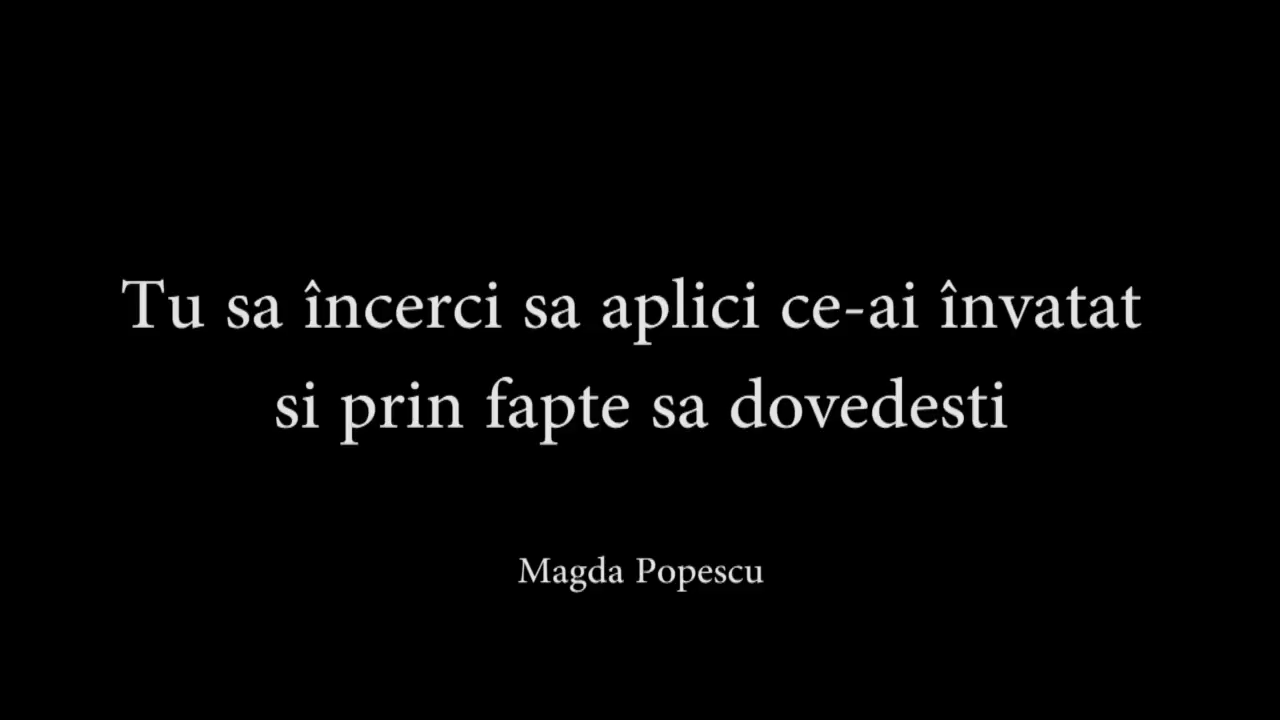 Tu sa încerci sa aplici ce-ai învatat
si prin fapte sa dovedesti
Magda Popescu